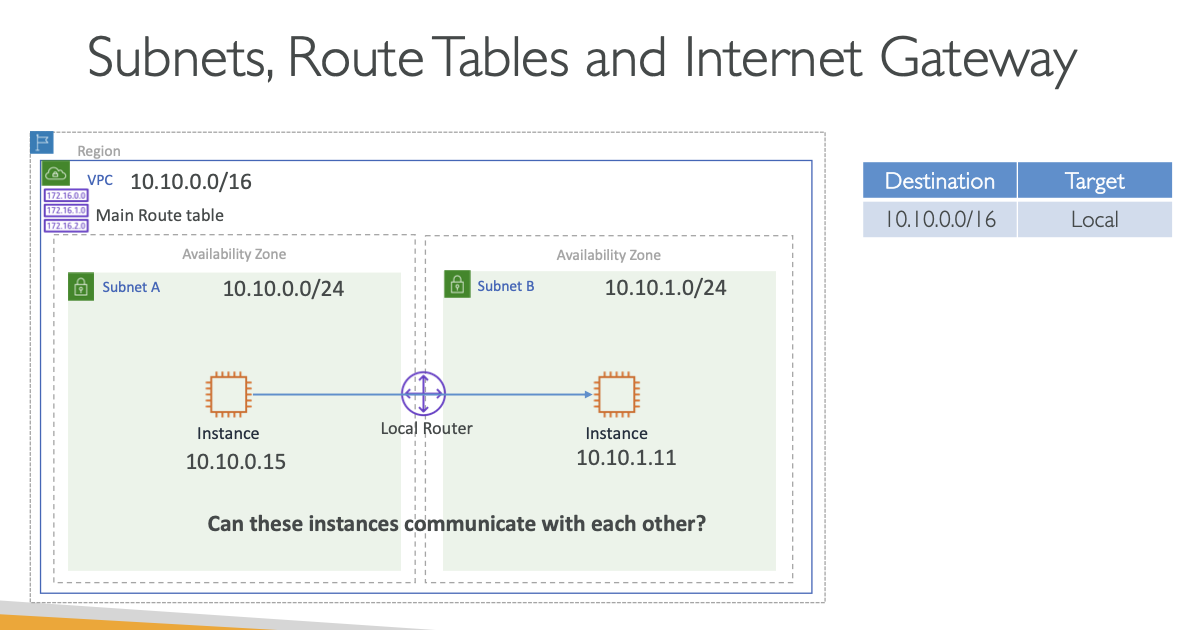 Subnets, Route Tables and Internet Gateway
Region
VPC 10.10.0.0/16
172.16.0.0
172.16.1.0
172.16.2.0
Main Route table
Availability Zone
Subnet A 10.10.0.0/24
Instance
10.10.0.15
Local Router
Availability Zone
Subnet B 10.10.1.0/24
Instance
10.10.1.11
Can these instances communicate with each other?
Destination Target
10.10.0.0/16 Local